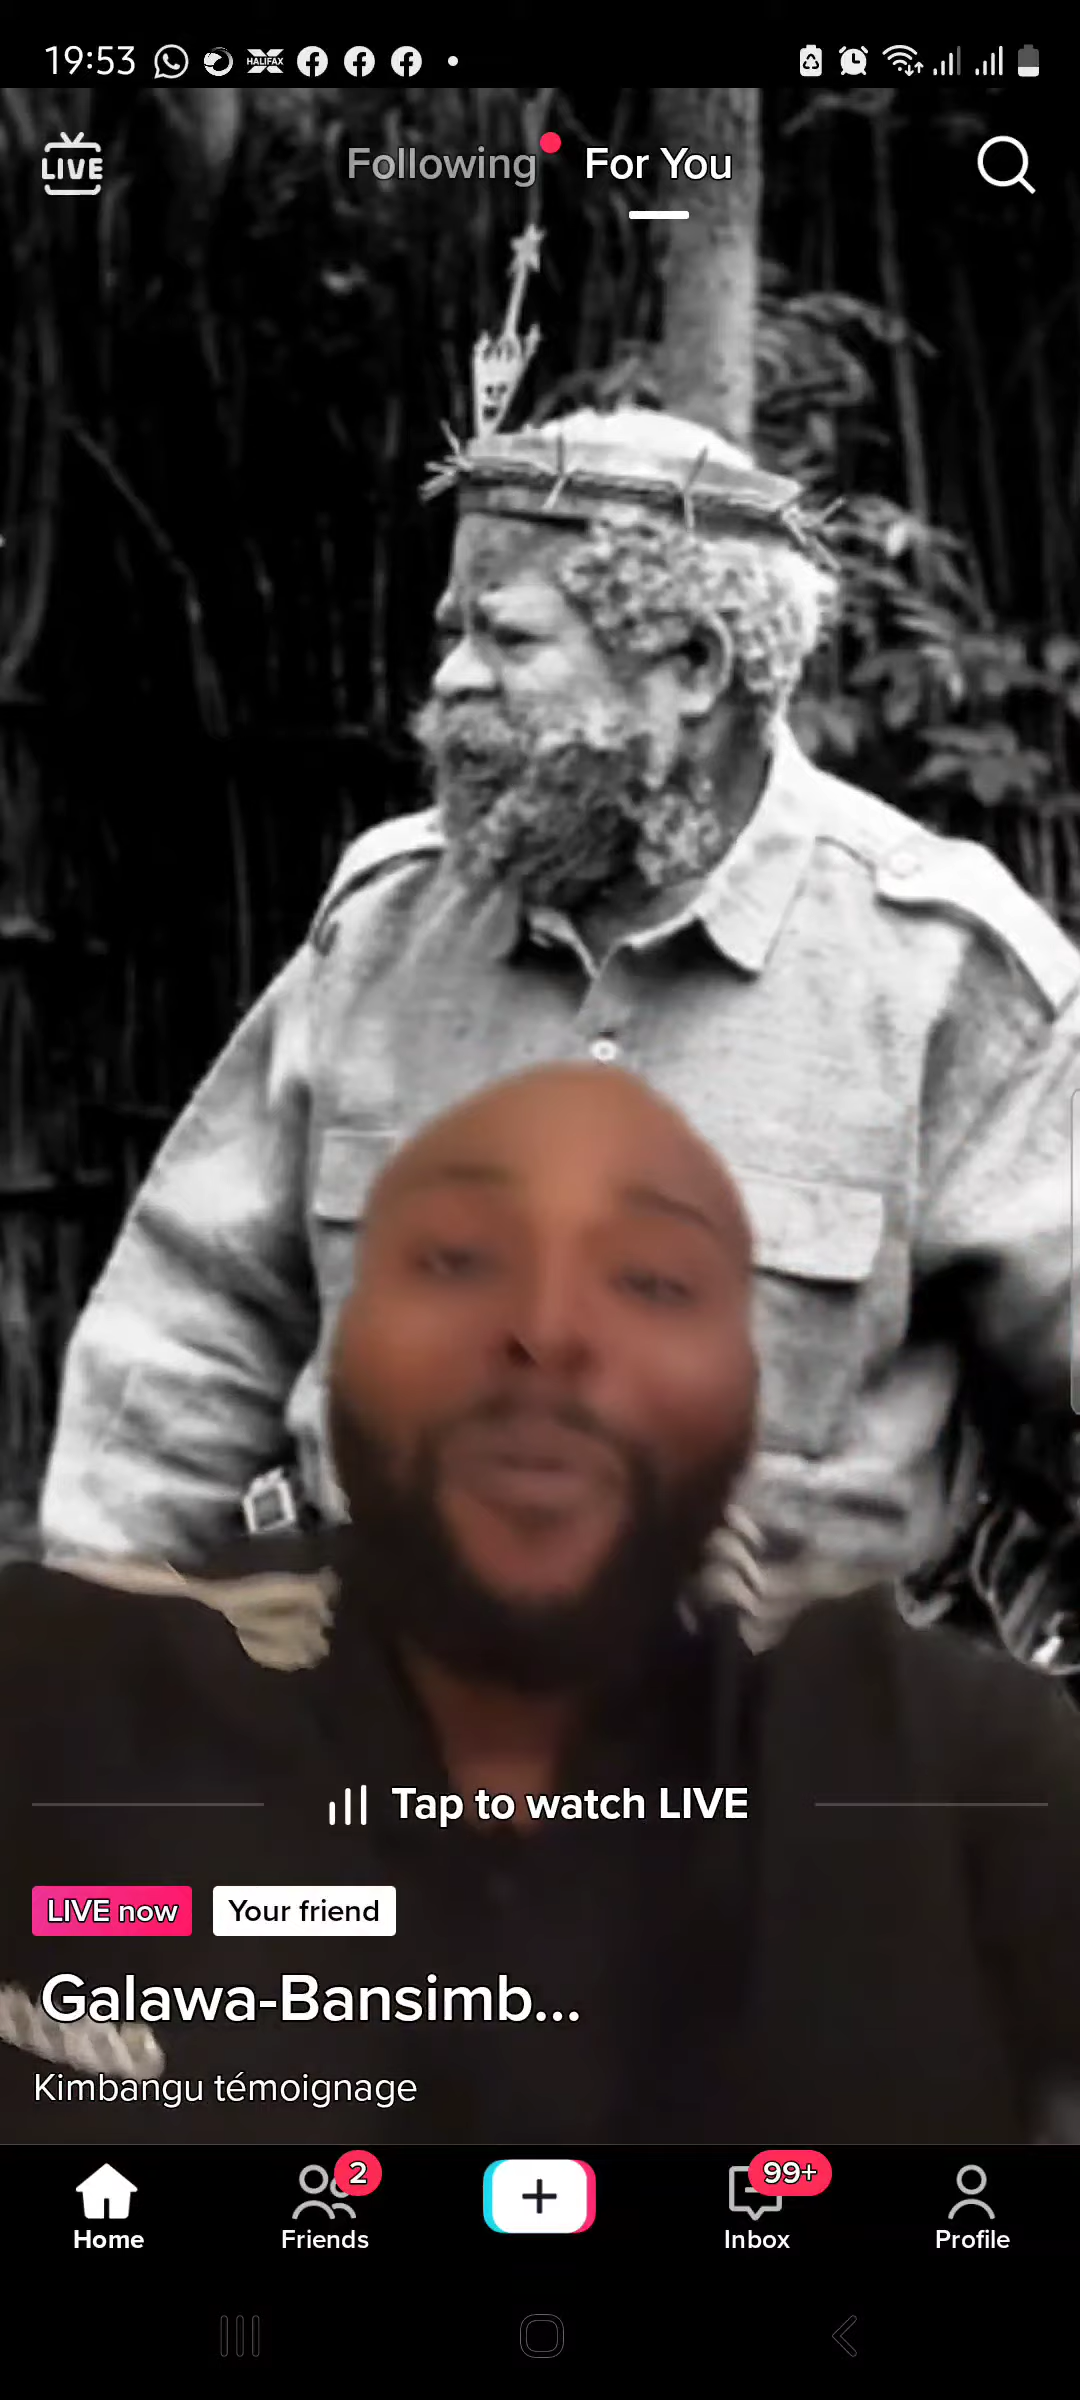 19:53
HALIFAX
LIVE
Following
For You
Tap to watch LIVE
LIVE now
Your friend
Galawa-Bansimb...
Kimbangu témoignage
2
99+
Home
Friends
Inbox
Profile